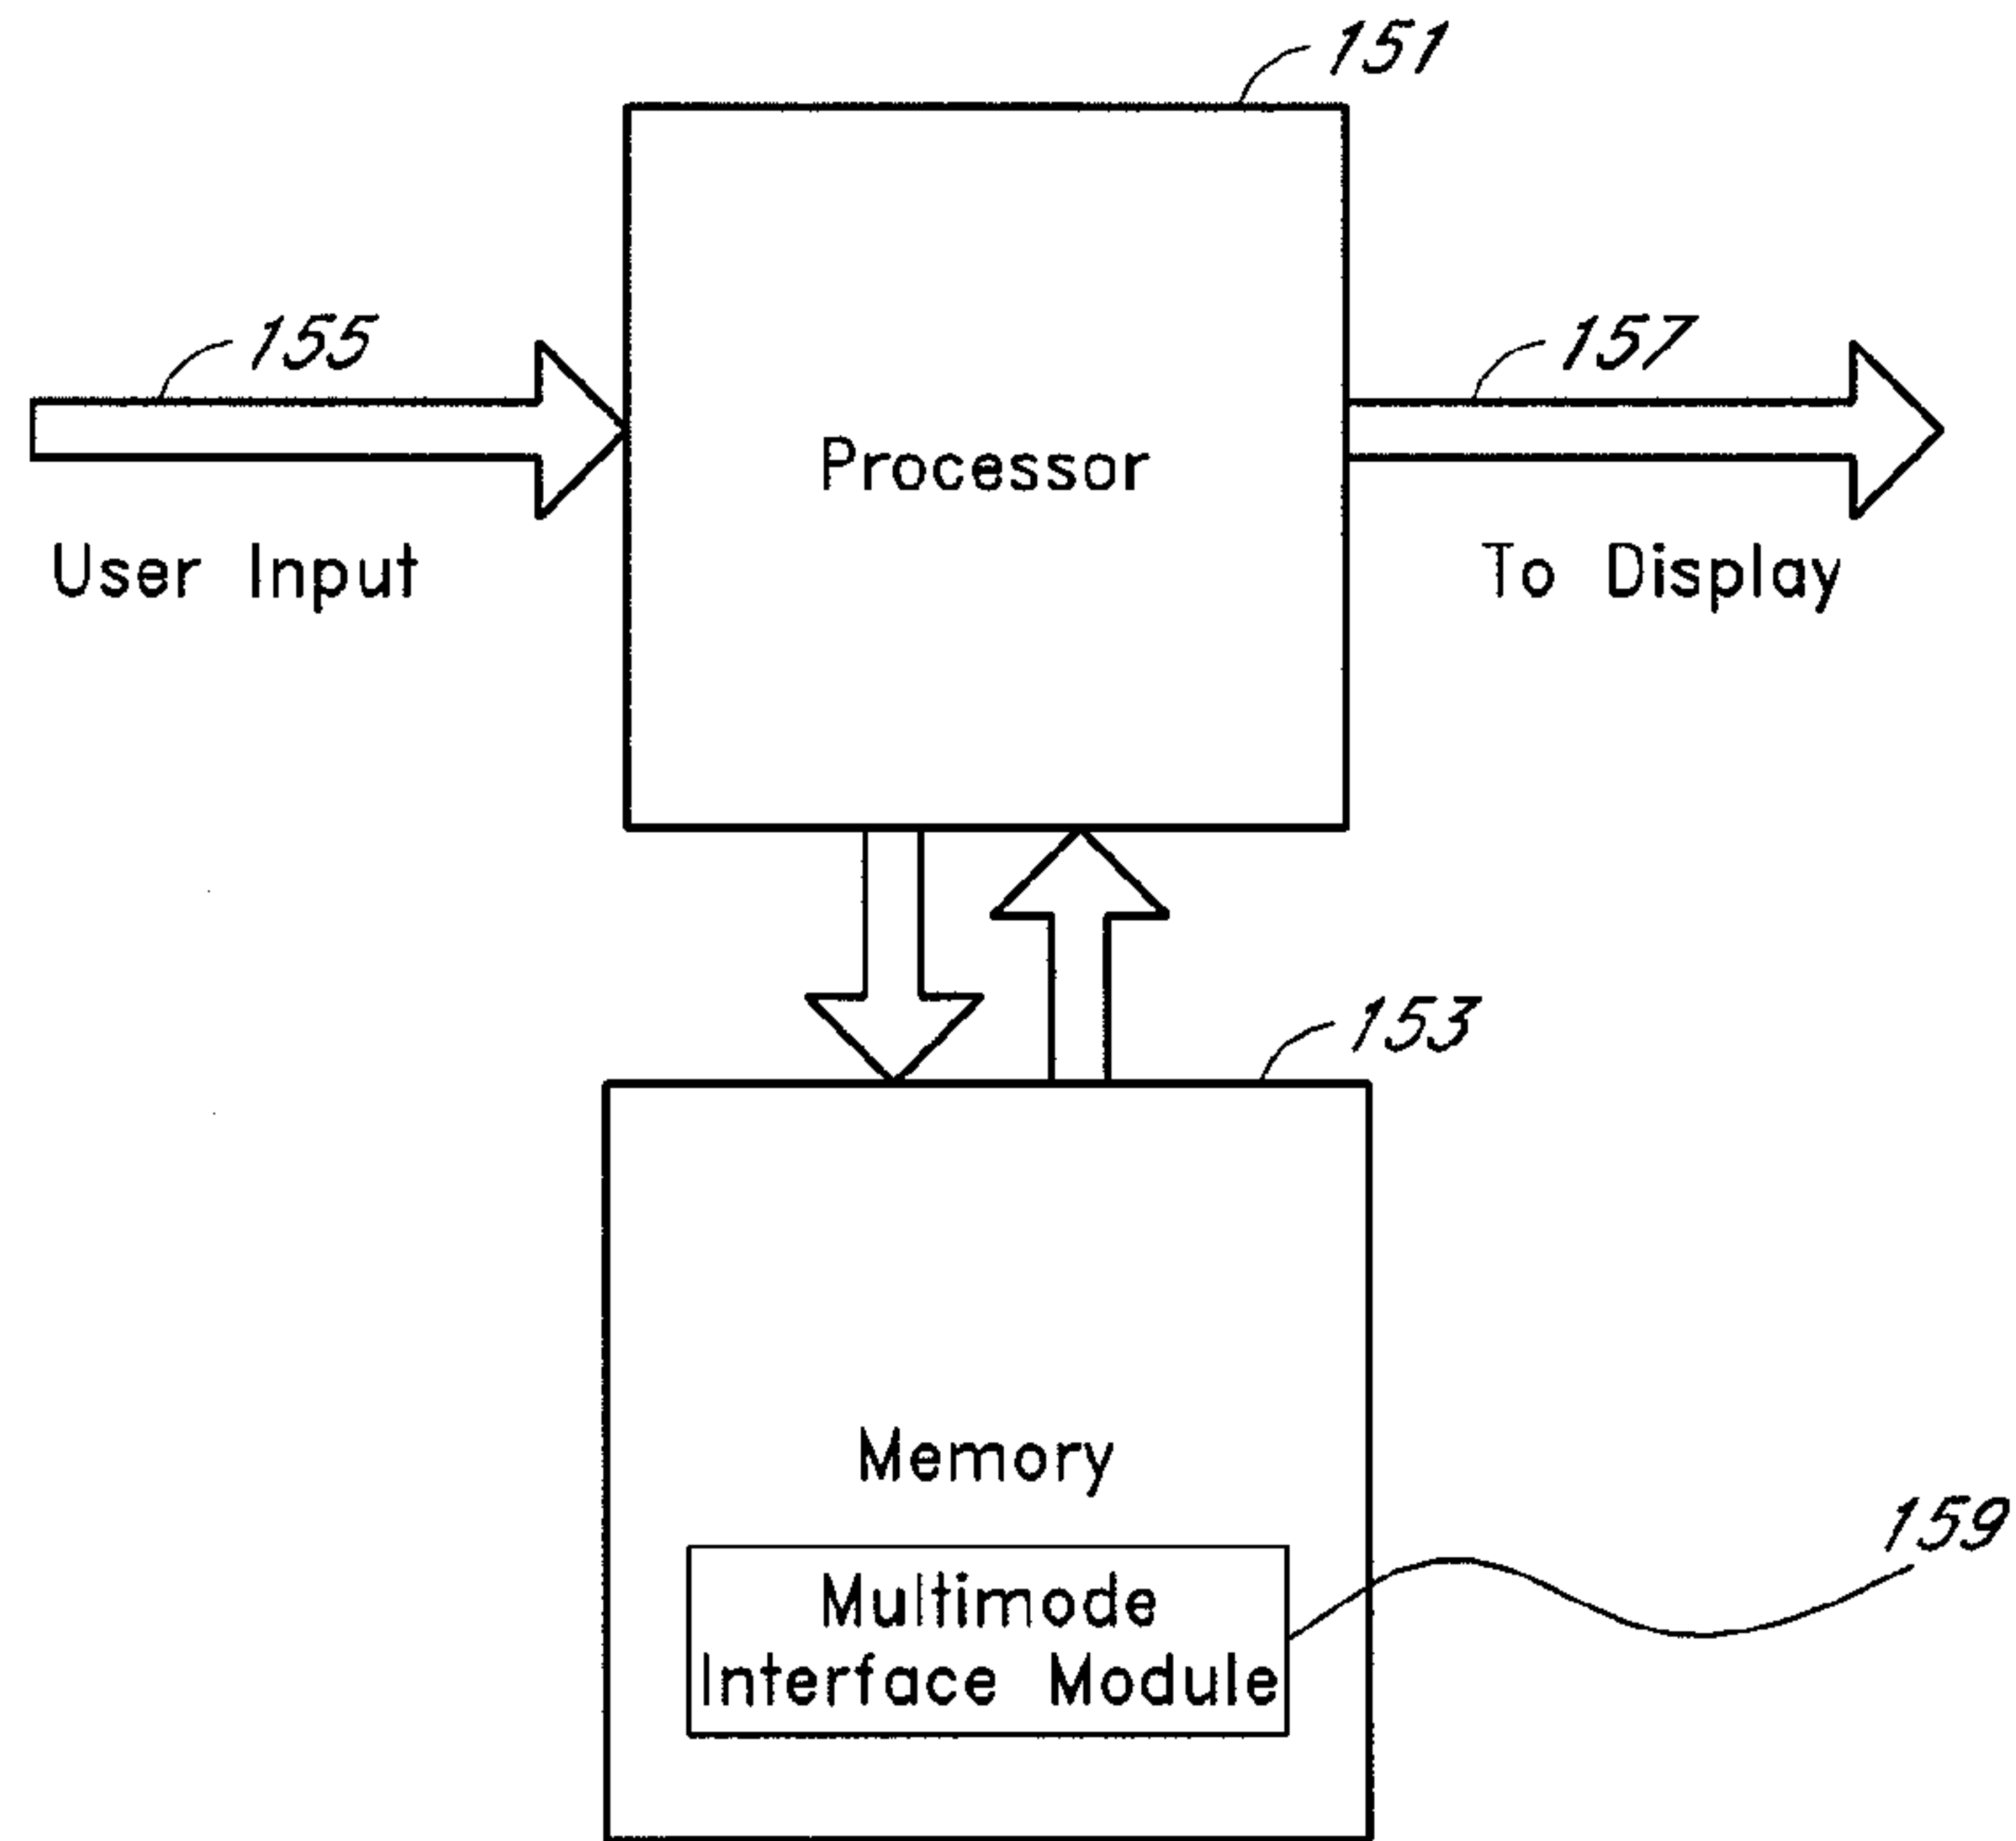 151
155
157
Processor
User Input
To Display
153
Memory
159
Multimode
Interface Module